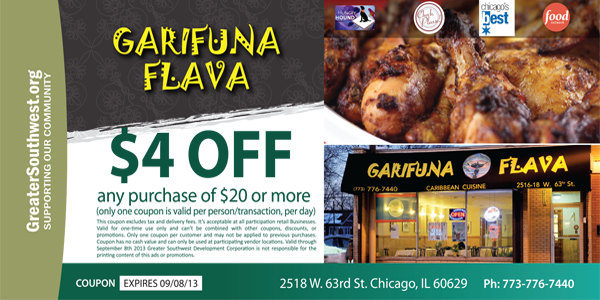 GreaterSouthwest.org
SUPPORTING OUR COMMUNITY
GARIFUNA
FLAVA
$4 OFF
any purchase of $20 or more
(only one coupon is valid per person/transaction, per day)
This coupon excludes tax and delivery fees. It's acceptable at all participation retail Businesses.
Valid for one-time use only and can't be combined with other coupons, discounts, or
promotions. Only one coupon per customer and may not be applied to previous purchases.
Coupon has no cash value and can only be used at participating vendor locations. Valid through
September 8th 2013 Greater Southwest Development Corporation is not responsible for the
printing content of this ads or promotions.
HUNGRY
HOUND
Check,
Please!
chicago's
best
food
network
GARIFUNA FLAVA
(773) 776-7440 CARIBBEAN CUISINE 2516-18 W. 63rd St.
OPEN
COUPON EXPIRES 09/08/13 2518 W. 63rd St. Chicago, IL 60629 Ph: 773-776-7440